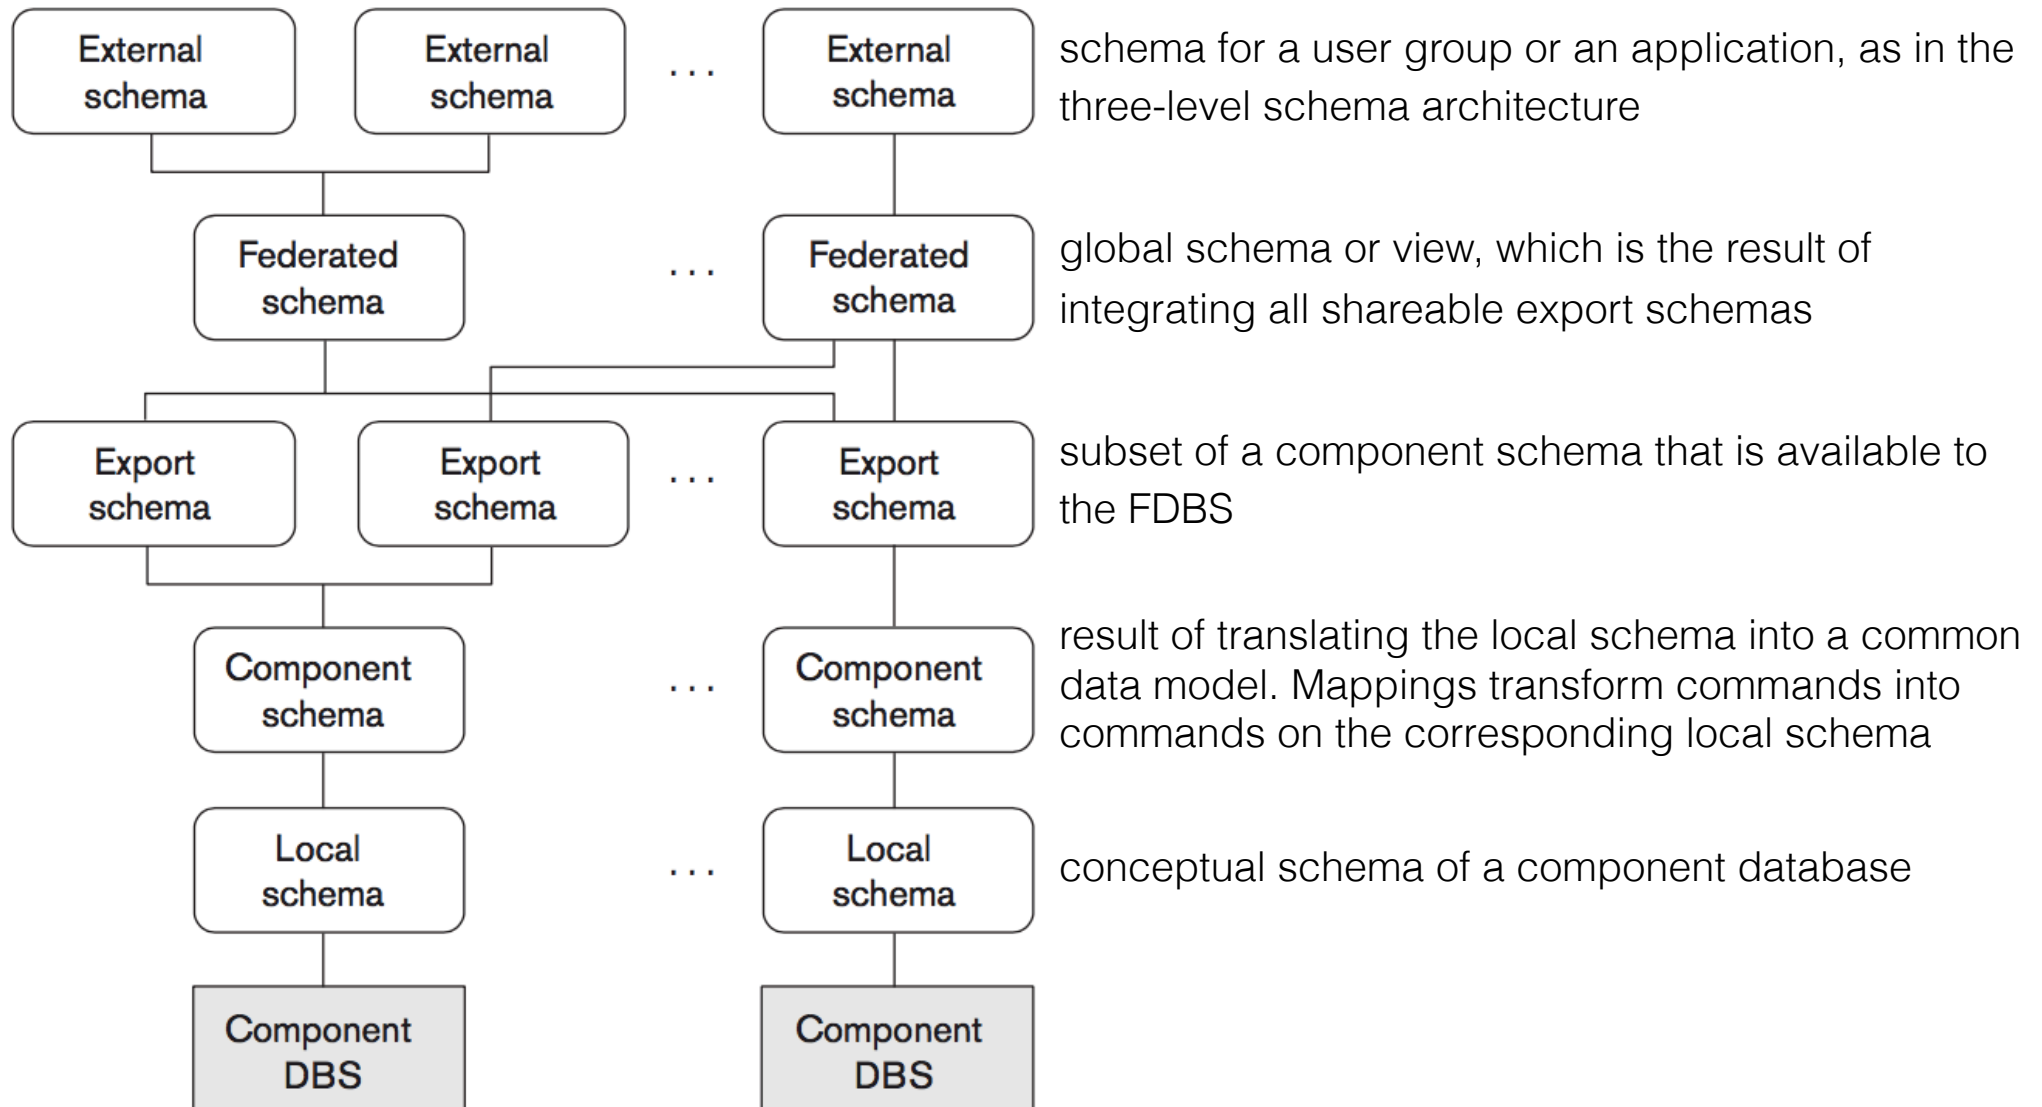 External
schema
External
schema
...
External
schema
schema for a user group or an application, as in the
three-level schema architecture
Federated
schema
...
Federated
schema
global schema or view, which is the result of
integrating all shareable export schemas
Export
schema
Export
schema
...
Export
schema
subset of a component schema that is available to
the FDBS
Component
schema
...
Component
schema
result of translating the local schema into a common
data model. Mappings transform commands into
commands on the corresponding local schema
Local
schema
...
Local
schema
conceptual schema of a component database
Component
DBS
Component
DBS